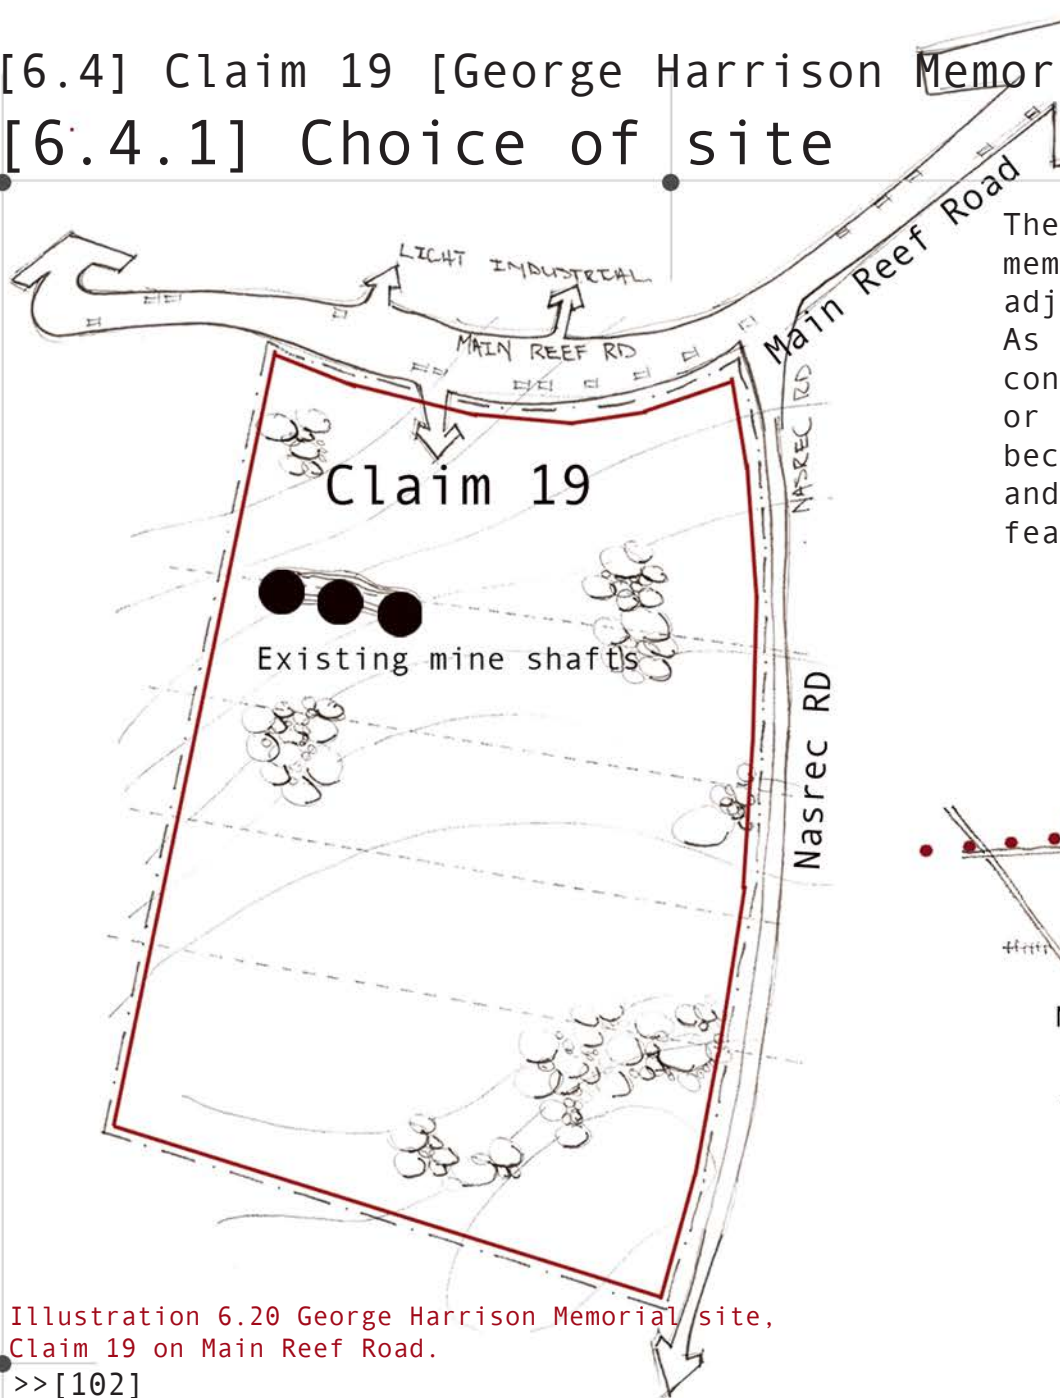 [6.4] Claim 19 [George Harrison Memor
[6.4.1] Choice of site
The
mem
adj
As
con
or
bec
and
fea
LIGHT INDUSTRIAL
MAIN REEF RD
Main Reef Road
NASREC RD
Claim 19
Existing mine shafts
Nasrec RD
Illustration 6.20 George Harrison Memorial site,
Claim 19 on Main Reef Road.
>>[102]